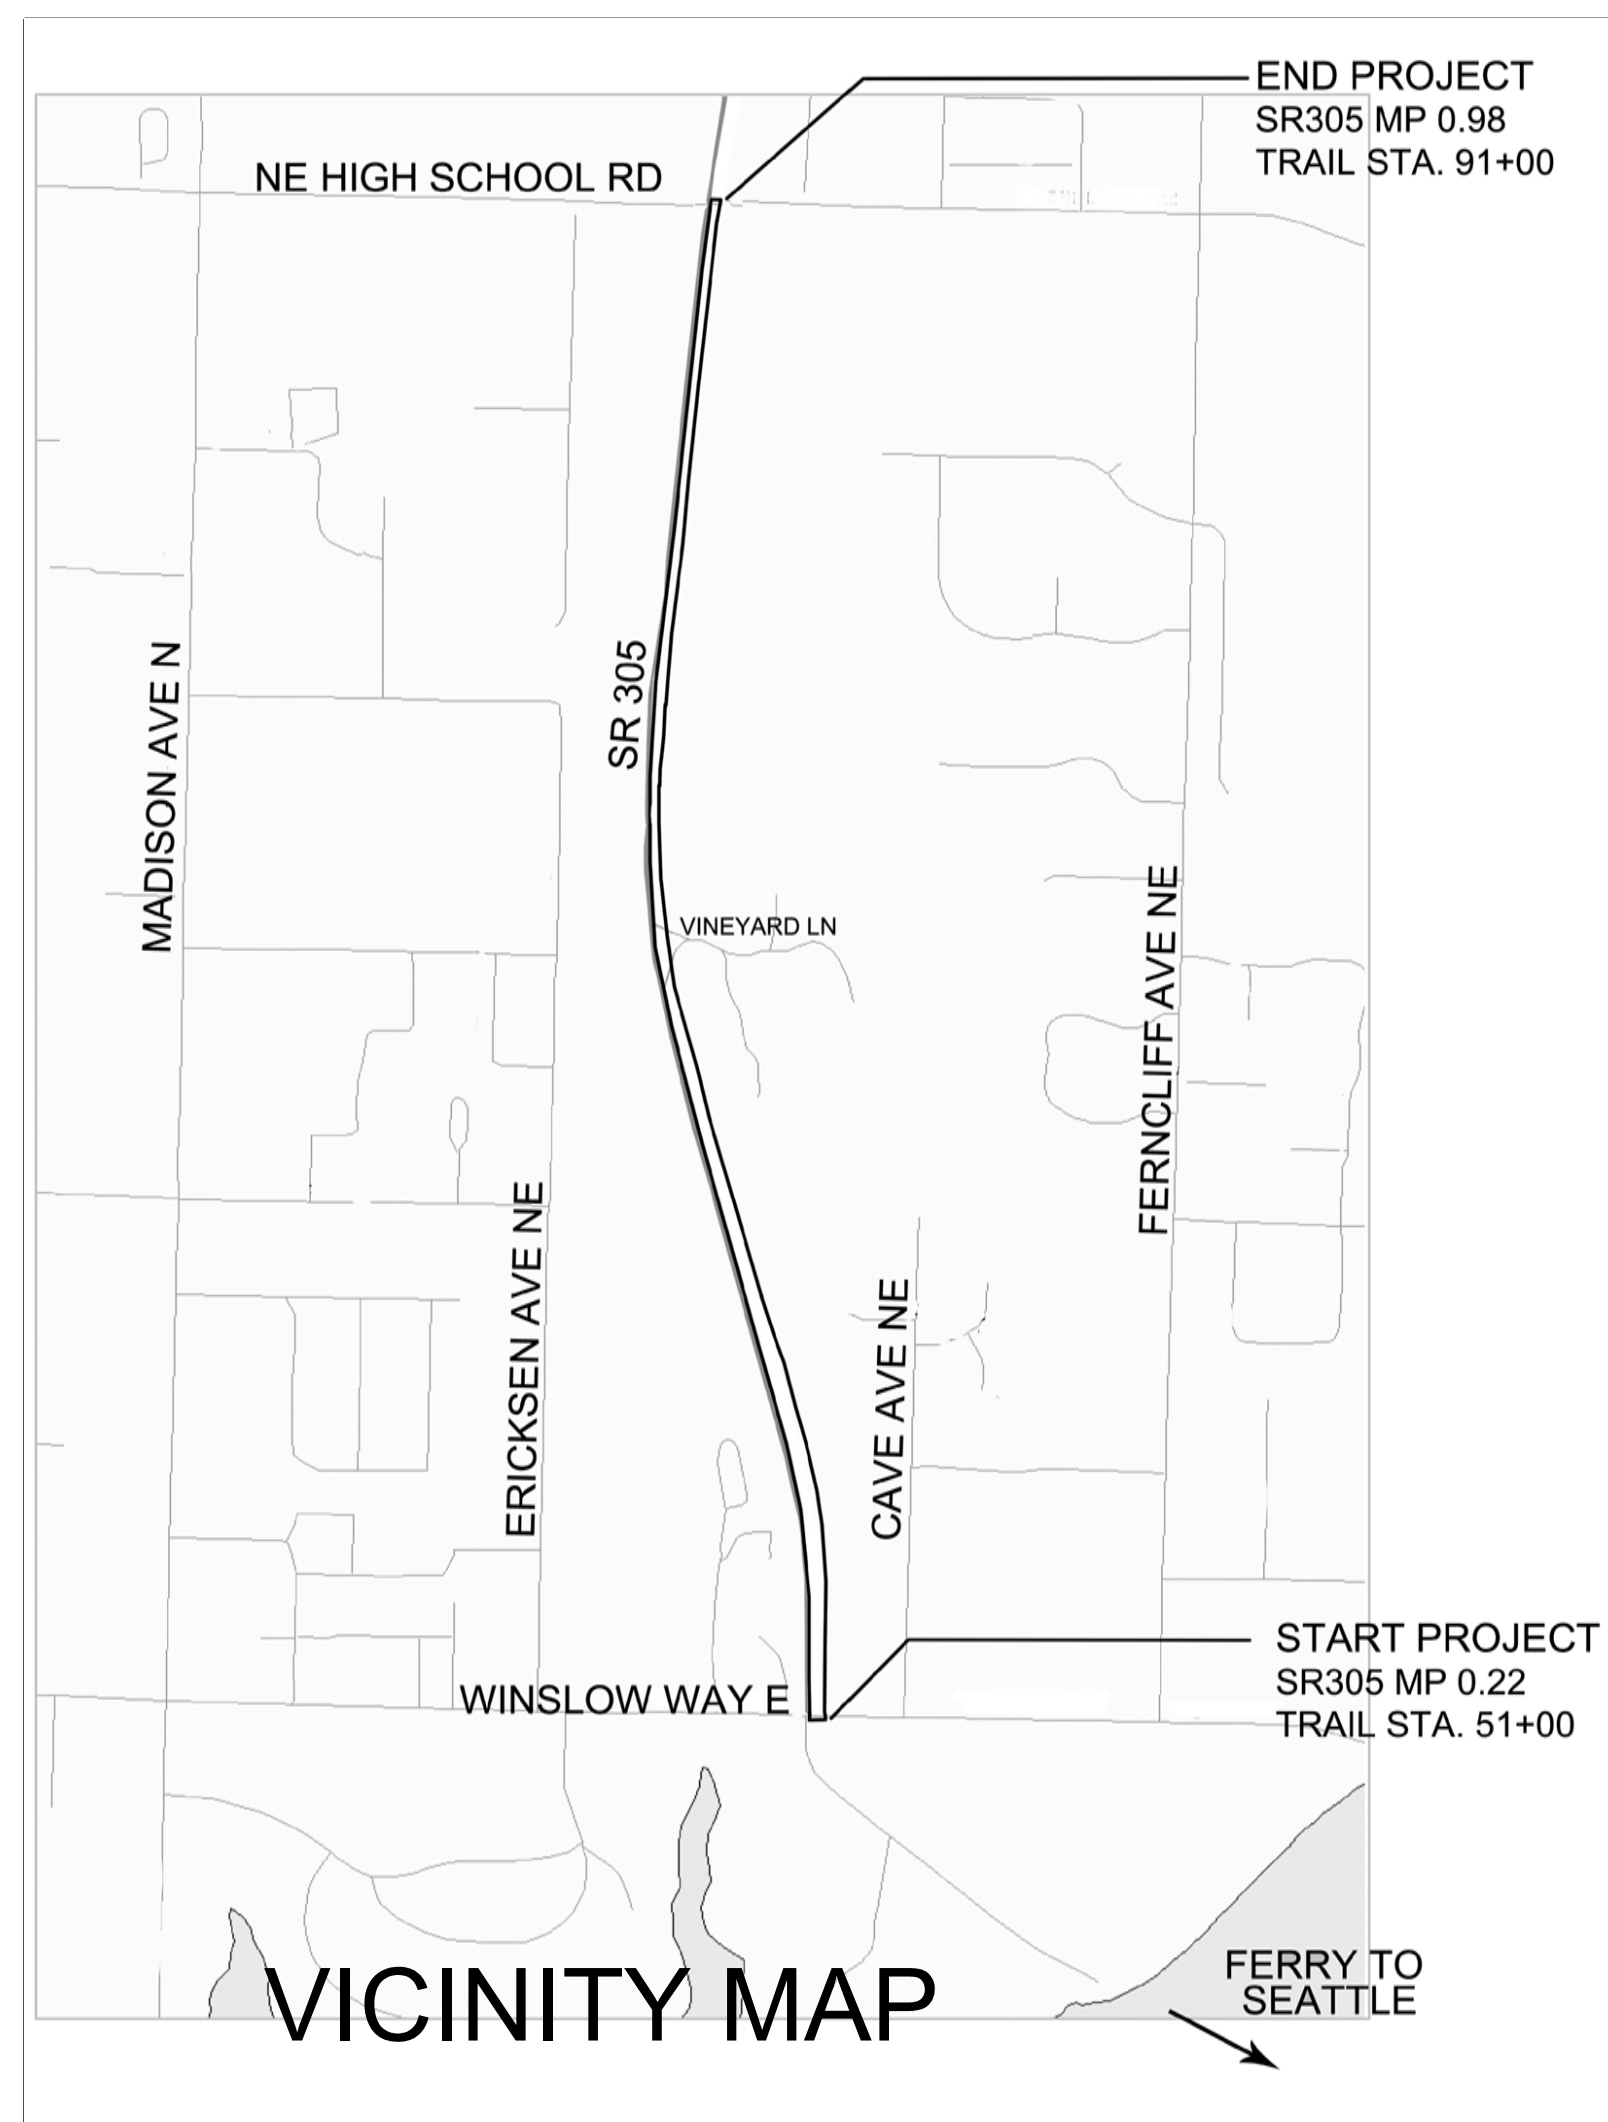 END PROJECT
SR305 MP 0.98
TRAIL STA. 91+00
NE HIGH SCHOOL RD
SR 305
MADISON AVE N
VINEYARD LN
FERNCLIFF AVE NE
ERICKSEN AVE NE
CAVE AVE NE
START PROJECT
SR305 MP 0.22
TRAIL STA. 51+00
WINSLOW WAY E
FERRY TO
SEATTLE
VICINITY MAP